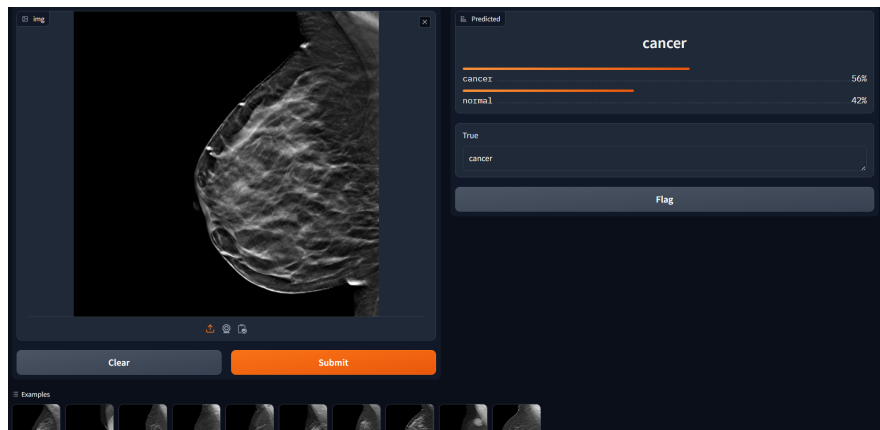 img
Predicted
cancer
cancer 56%
normal 42%
True
cancer
Flag
Clear
Submit
Examples